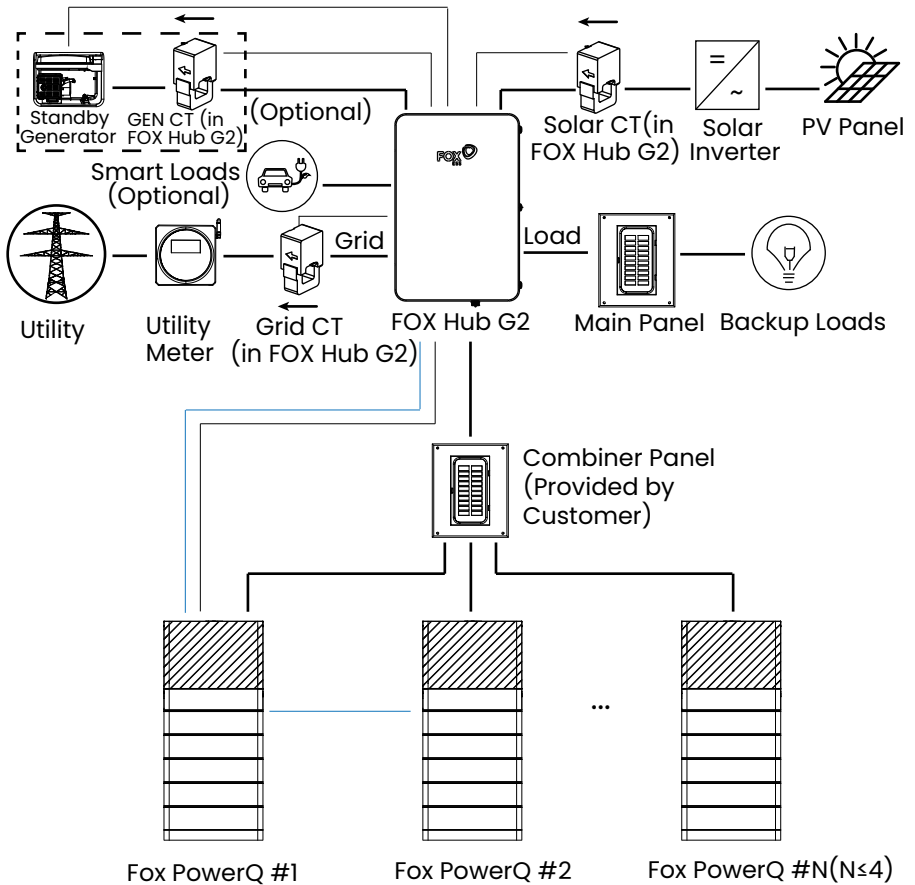 Standby
Generator
GEN CT (in
FOX Hub G2)
(Optional)
Solar CT(in
FOX Hub G2)
Solar
Inverter
PV Panel
Smart Loads
(Optional)
FOX
ESS
Utility
Utility
Meter
Grid
Grid CT
(in FOX Hub G2)
FOX Hub G2
Load
Main Panel
Backup Loads
Combiner Panel
(Provided by
Customer)
...
Fox PowerQ #1
Fox PowerQ #2
Fox PowerQ #N(N≤4)